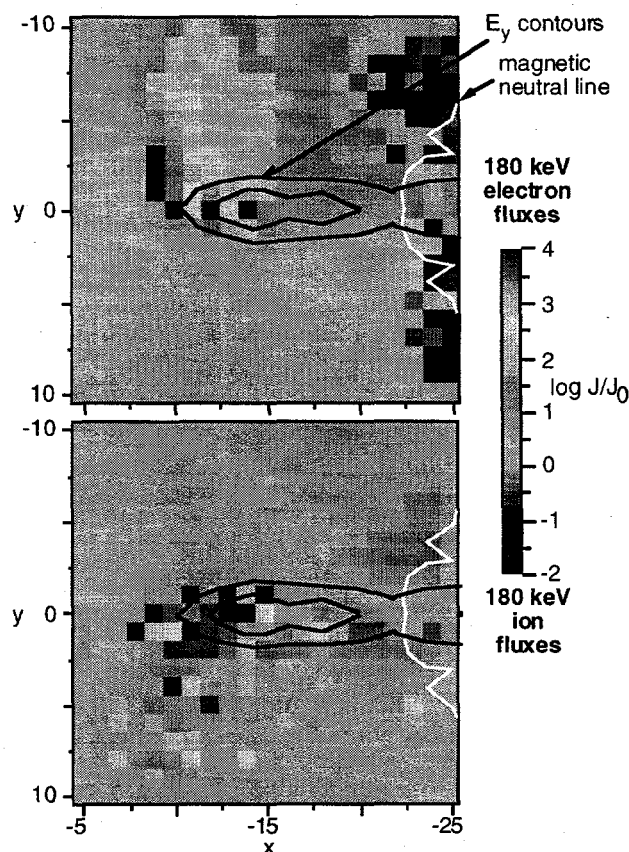 -10
y 0
10
-10
y 0
10
-5 -15 -25
x
E_y contours
magnetic
neutral line
180 keV
electron
fluxes
4
3
2
log J/J_0
1
0
-1
-2
180 keV
ion
fluxes